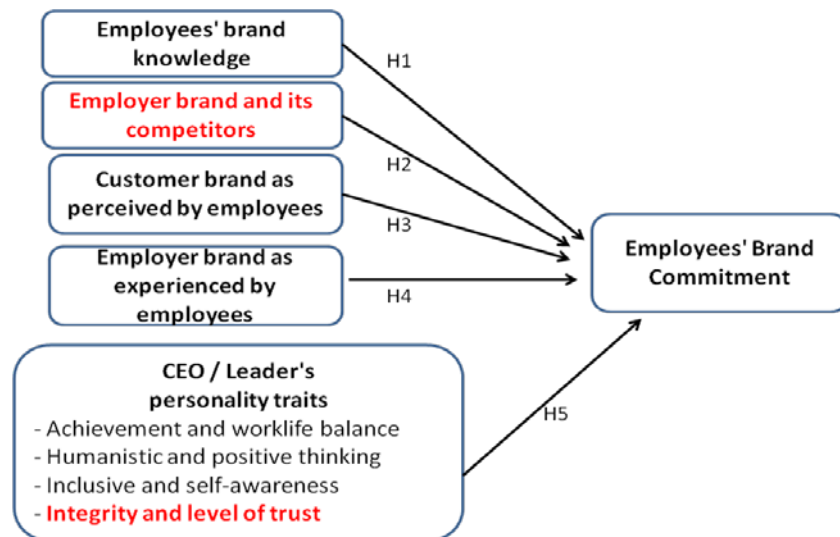 Employees' brand
knowledge
H1
Employer brand and its
competitors
H2
Customer brand as
perceived by employees
H3
Employer brand as
experienced by
employees
H4
Employees' Brand
Commitment
CEO / Leader's
personality traits
- Achievement and worklife balance
- Humanistic and positive thinking
- Inclusive and self-awareness
- Integrity and level of trust
H5